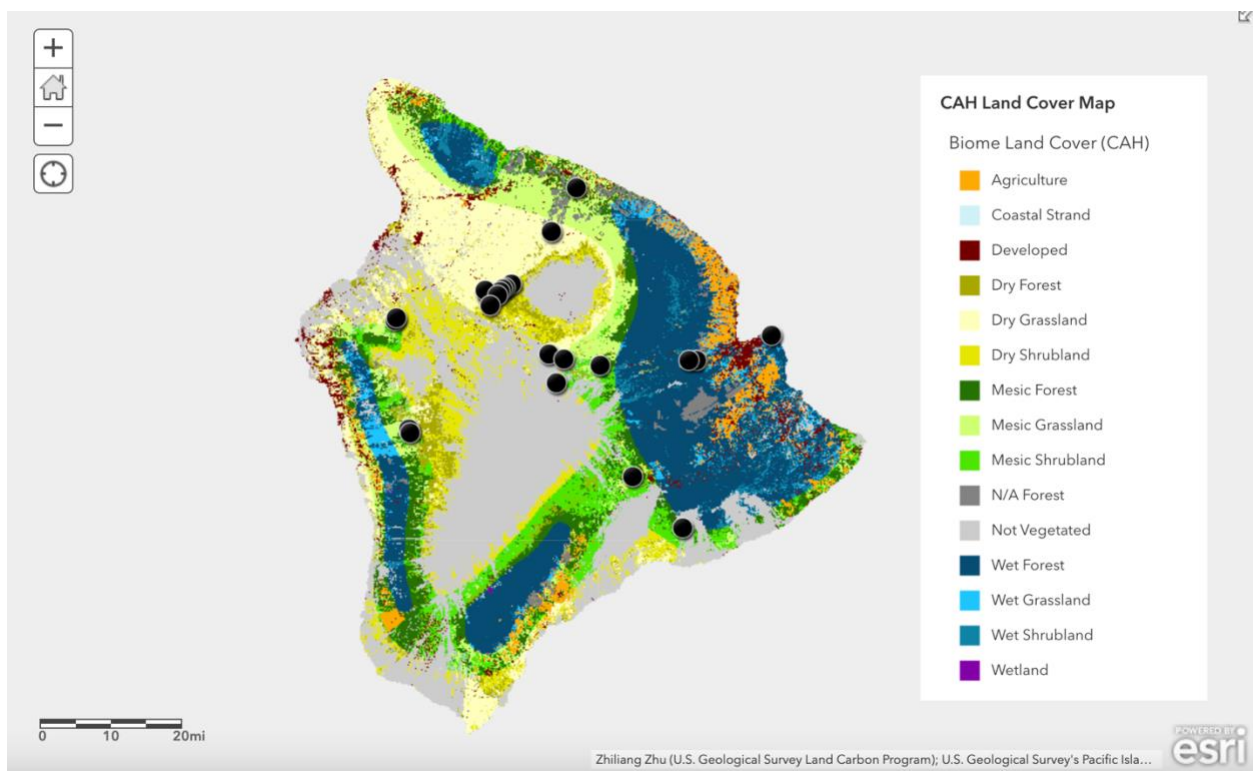 +
−
CAH Land Cover Map
Biome Land Cover (CAH)
Agriculture
Coastal Strand
Developed
Dry Forest
Dry Grassland
Dry Shrubland
Mesic Forest
Mesic Grassland
Mesic Shrubland
N/A Forest
Not Vegetated
Wet Forest
Wet Grassland
Wet Shrubland
Wetland
0 10 20mi
POWERED BY
esri
Zhiliang Zhu (U.S. Geological Survey Land Carbon Program); U.S. Geological Survey's Pacific Isla...